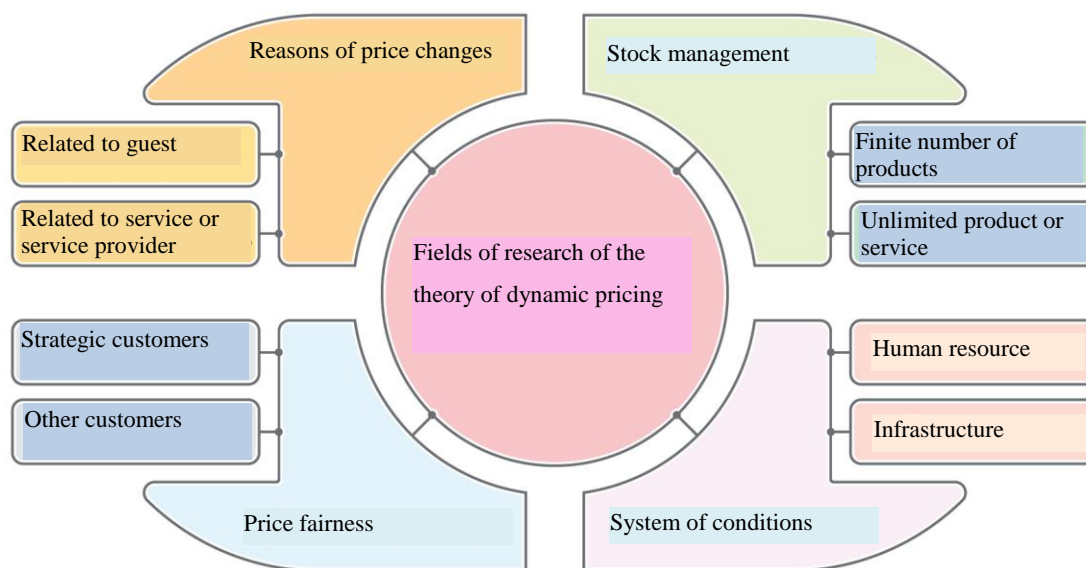 Reasons of price changes
Related to guest
Related to service or
service provider
Stock management
Finite number of
products
Unlimited product or
service
Fields of research of the
theory of dynamic pricing
Strategic customers
Other customers
Price fairness
Human resource
Infrastructure
System of conditions